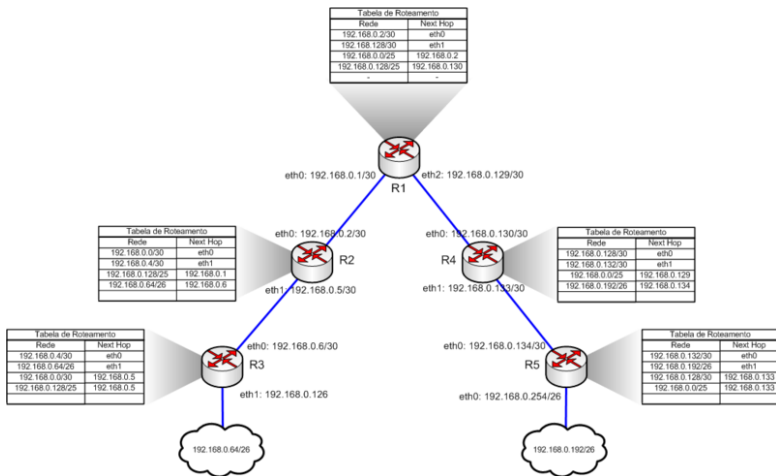 Tabela de Roteamento
Rede Next Hop
192.168.0.2/30 eth0
192.168.128/30 eth1
192.168.0.0/25 192.168.0.2
192.168.0.128/25 192.168.0.130
- -
eth0: 192.168.0.1/30
eth2: 192.168.0.129/30
R1
Tabela de Roteamento
Rede Next Hop
192.168.0.0/30 eth0
192.168.0.4/30 eth1
192.168.0.128/25 192.168.0.1
192.168.0.64/26 192.168.0.6
eth0: 192.168.0.2/30
R2
eth1: 192.168.0.5/30
eth0: 192.168.0.130/30
R4
eth1: 192.168.0.133/30
Tabela de Roteamento
Rede Next Hop
192.168.0.128/30 eth0
192.168.0.132/30 eth1
192.168.0.0/25 192.168.0.129
192.168.0.192/26 192.168.0.134
Tabela de Roteamento
Rede Next Hop
192.168.0.4/30 eth0
192.168.0.64/26 eth1
192.168.0.0/30 192.168.0.5
192.168.0.128/25 192.168.0.5
eth0: 192.168.0.6/30
R3
eth1: 192.168.0.126
eth0: 192.168.0.134/30
R5
eth0: 192.168.0.254/26
Tabela de Roteamento
Rede Next Hop
192.168.0.132/30 eth0
192.168.0.192/26 eth1
192.168.0.128/30 192.168.0.133
192.168.0.0/25 192.168.0.133
192.168.0.64/26
192.168.0.192/26